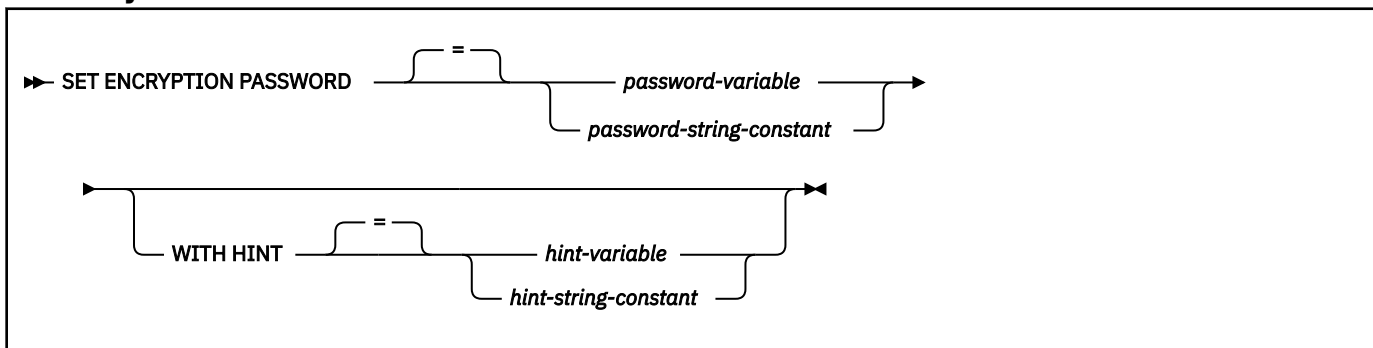 =
SET ENCRYPTION PASSWORD password-variable
password-string-constant
=
WITH HINT hint-variable
hint-string-constant